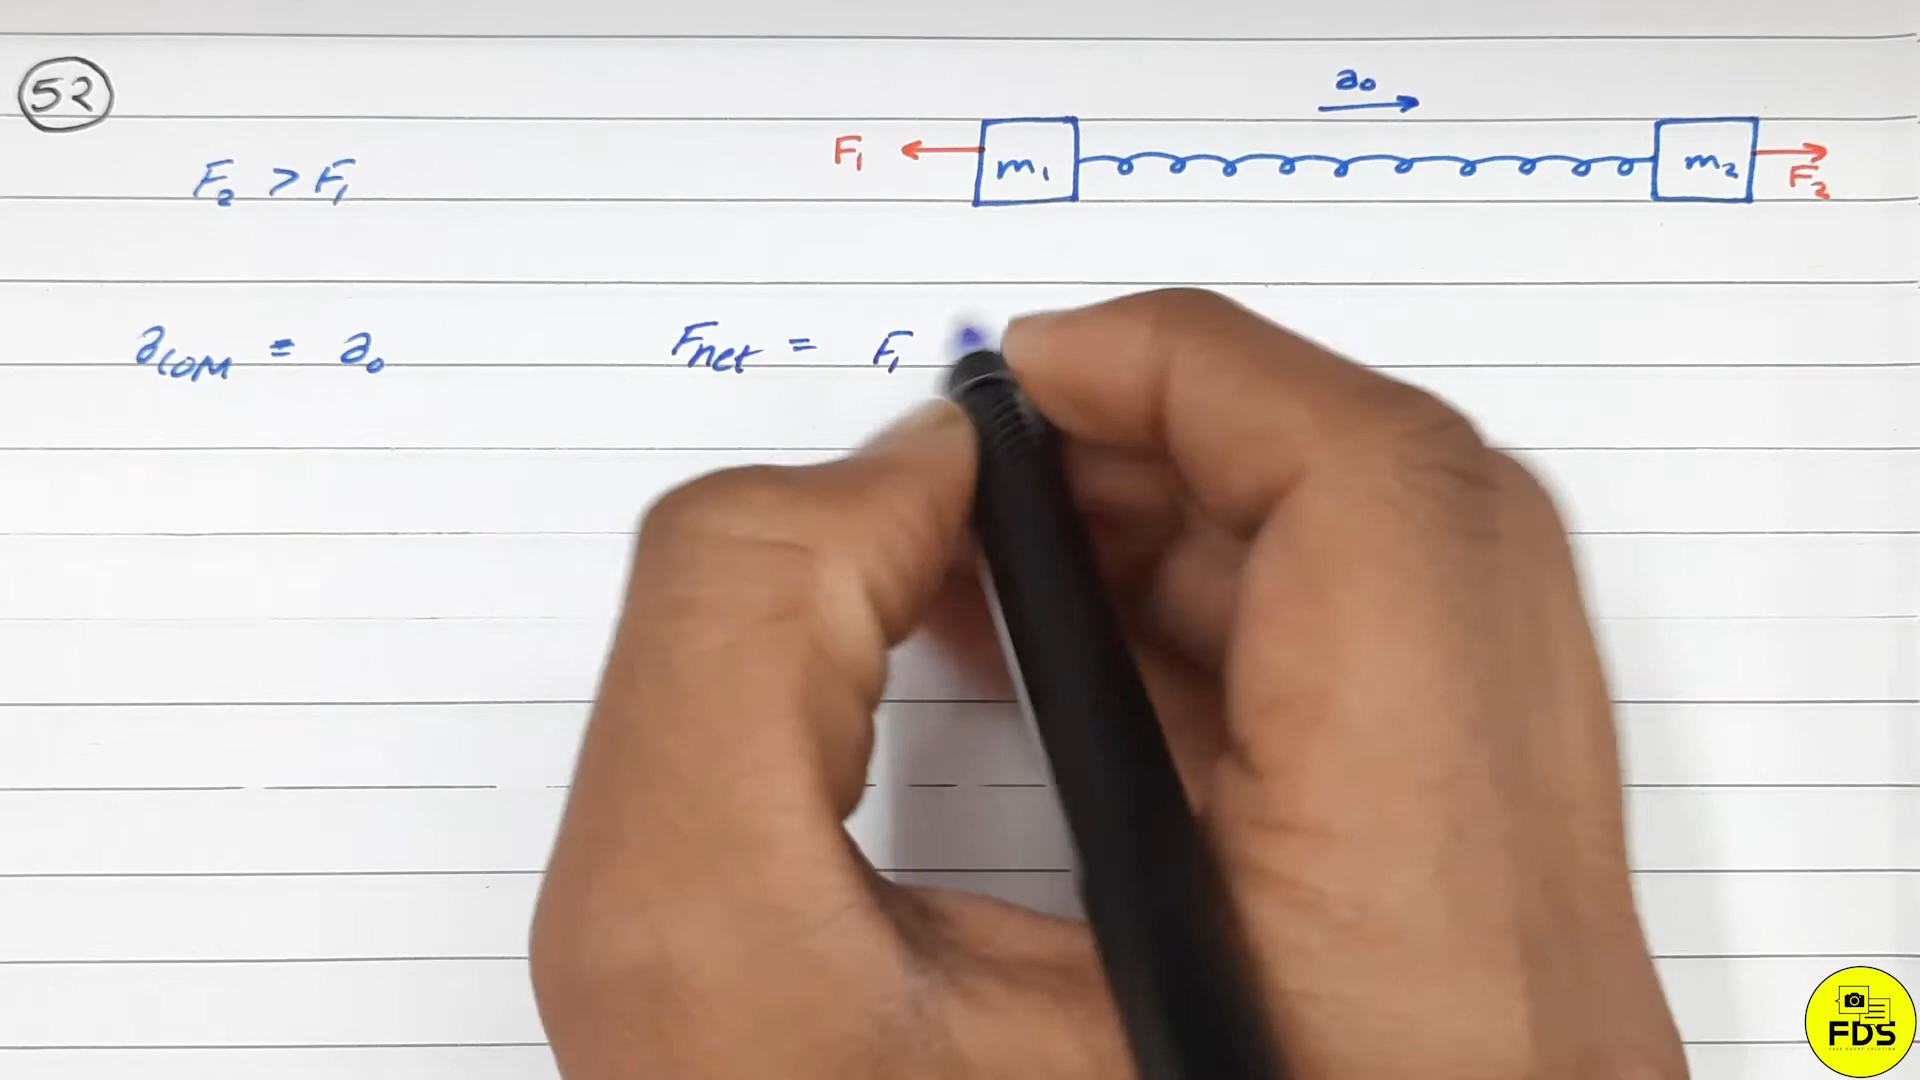 52
a₀
F₁ m₁ m₂ F₂
F₂ > F₁
a_COM = a₀ F_net = F₁
FDS